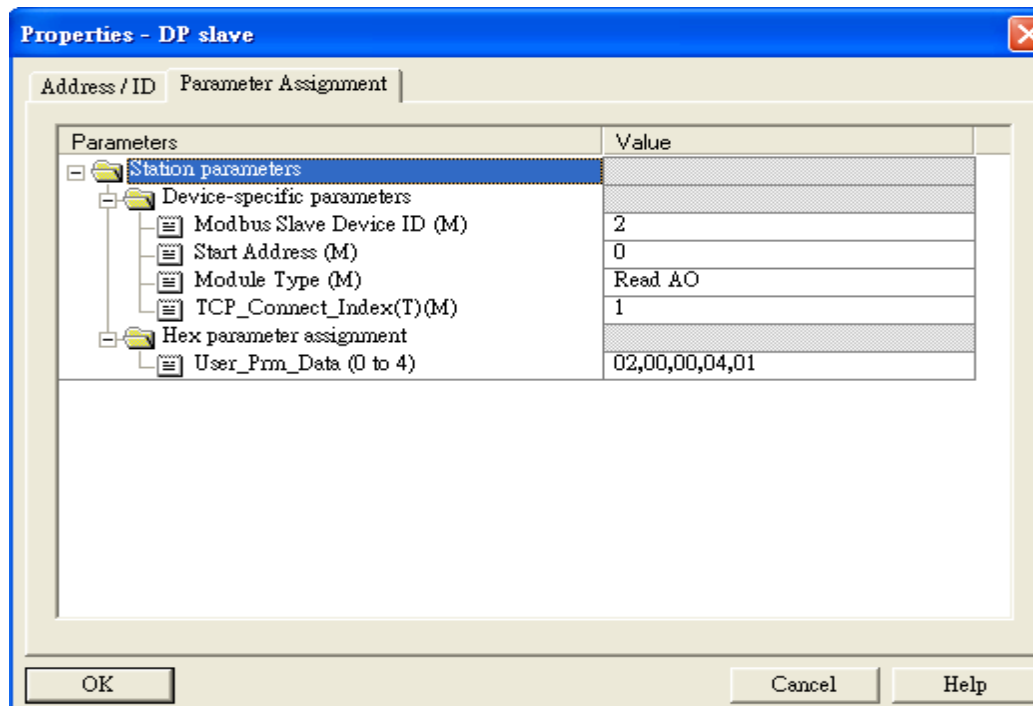 Properties - DP slave
Address / ID Parameter Assignment
Parameters Value
Station parameters
Device-specific parameters
Modbus Slave Device ID (M) 2
Start Address (M) 0
Module Type (M) Read AO
TCP_Connect_Index(T)(M) 1
Hex parameter assignment
User_Prm_Data (0 to 4) 02,00,00,04,01
OK Cancel Help